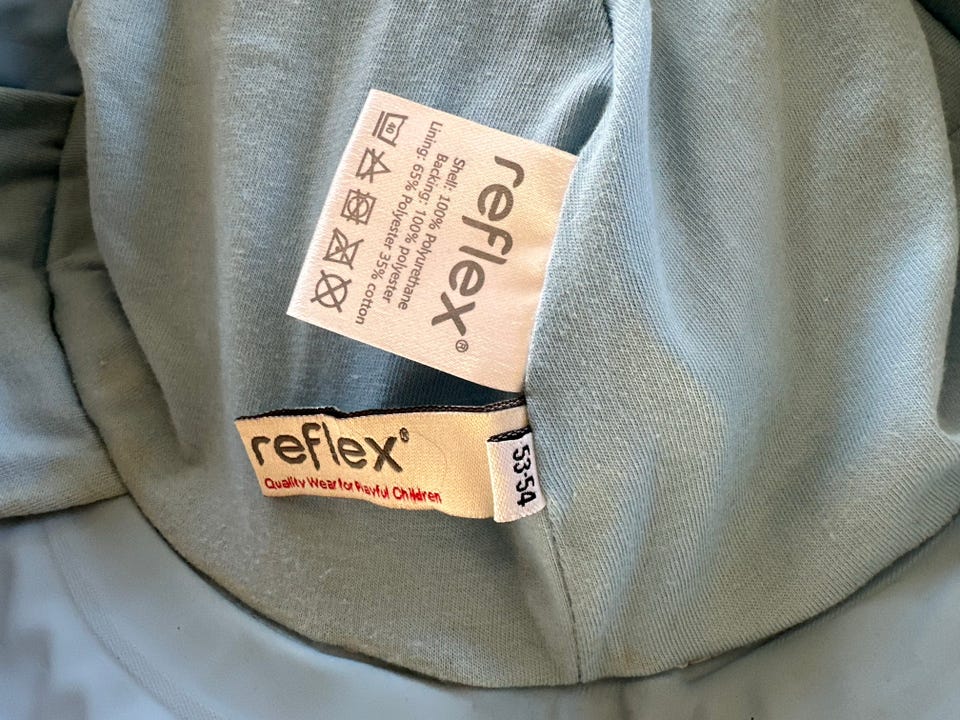 reflex®
Shell: 100% Polyurethane
Backing: 100% polyester
Lining: 65% Polyester 35% cotton
40
reflex®
Quality Wear for Playful Children
53-54